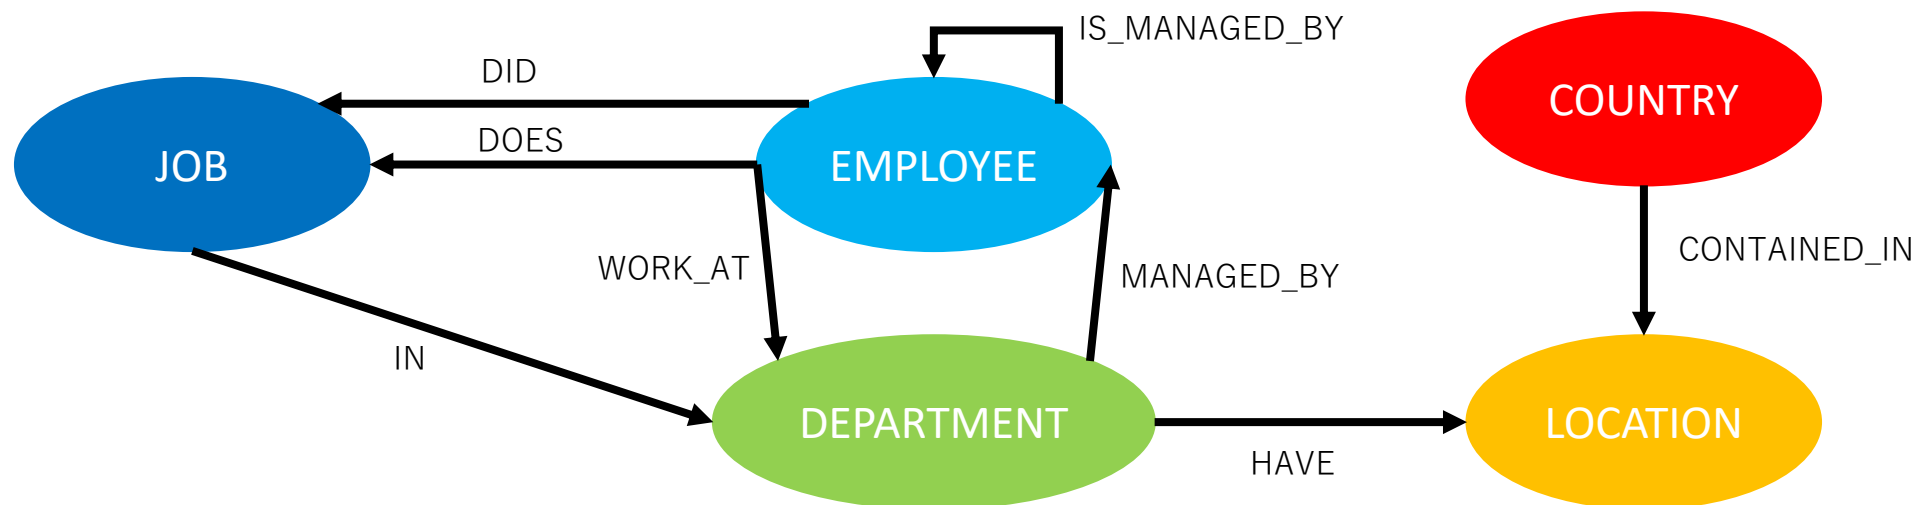 IS_MANAGED_BY
DID
COUNTRY
DOES
JOB
EMPLOYEE
CONTAINED_IN
WORK_AT
MANAGED_BY
IN
DEPARTMENT
LOCATION
HAVE